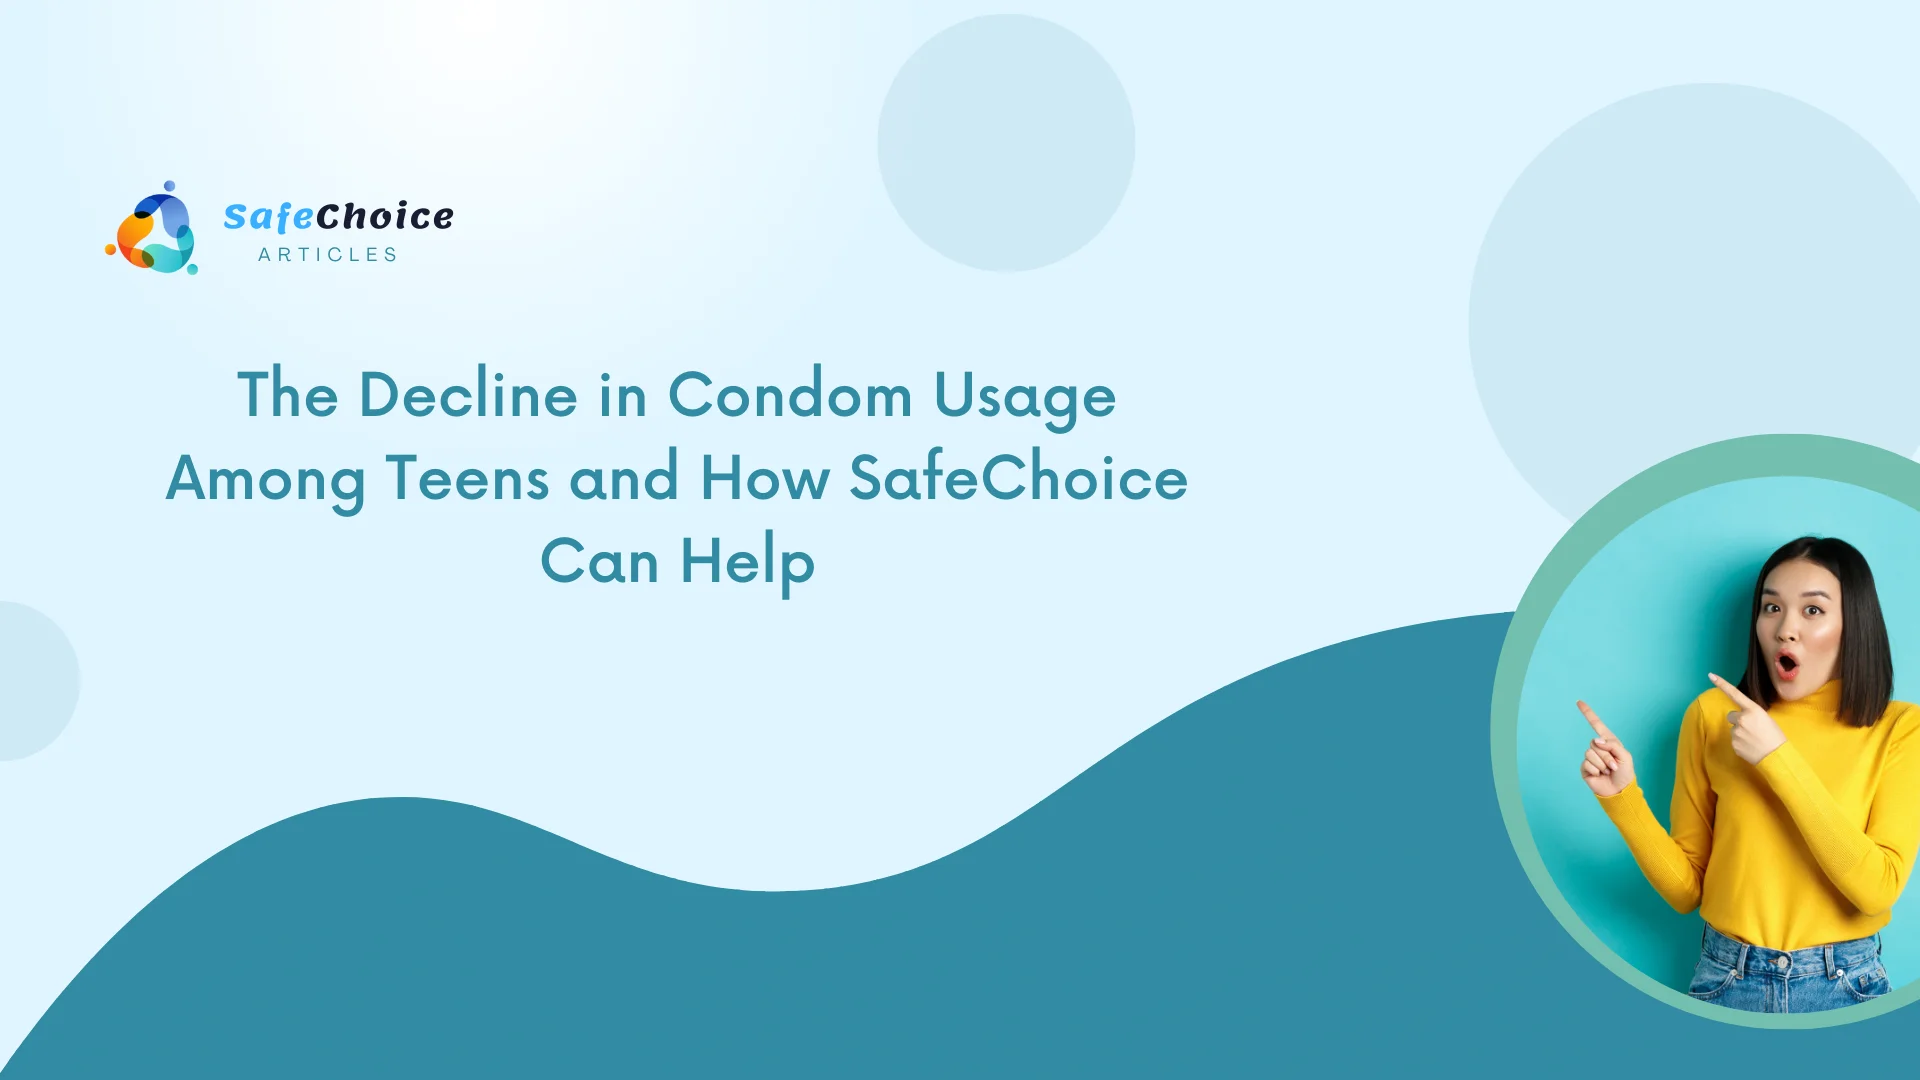 SafeChoice
ARTICLES
The Decline in Condom Usage
Among Teens and How SafeChoice
Can Help